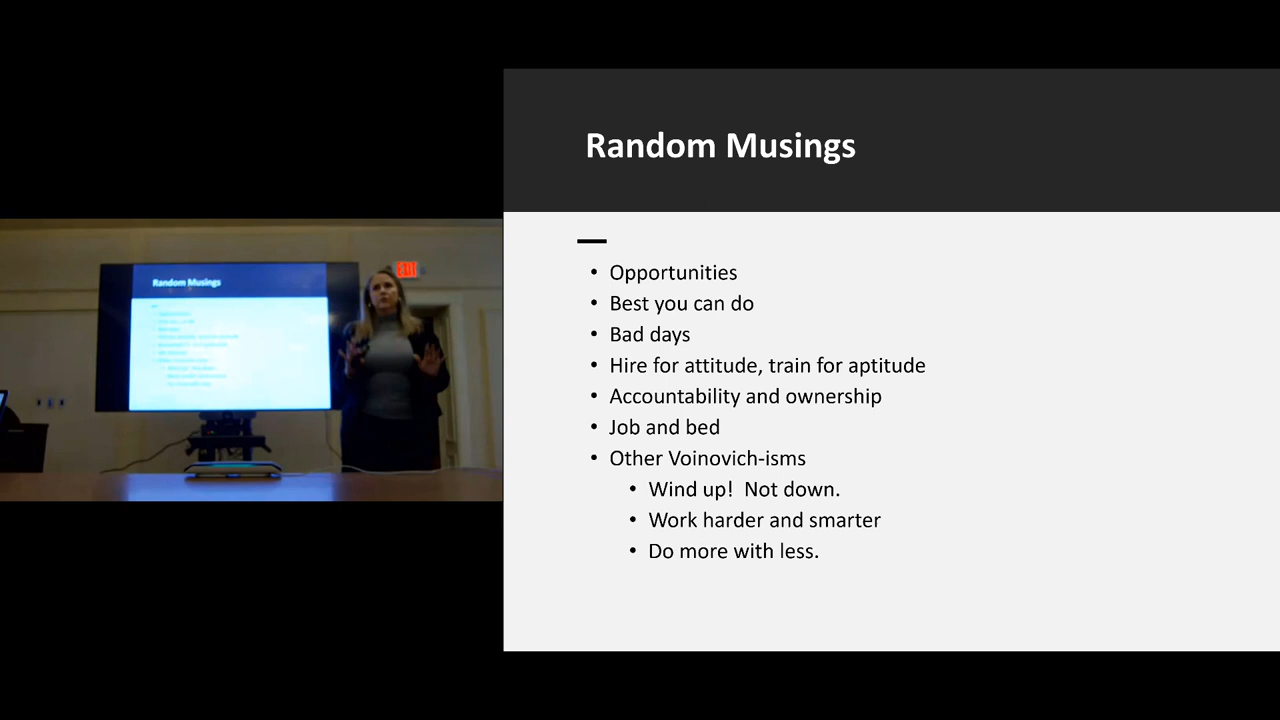 Random Musings
Opportunities
Best you can do
Bad days
Hire for attitude, train for aptitude
Accountability and ownership
Job and bed
Other Voinovich-isms
Wind up!  Not down.
Work harder and smarter
Do more with less.
Random Musings
EXIT